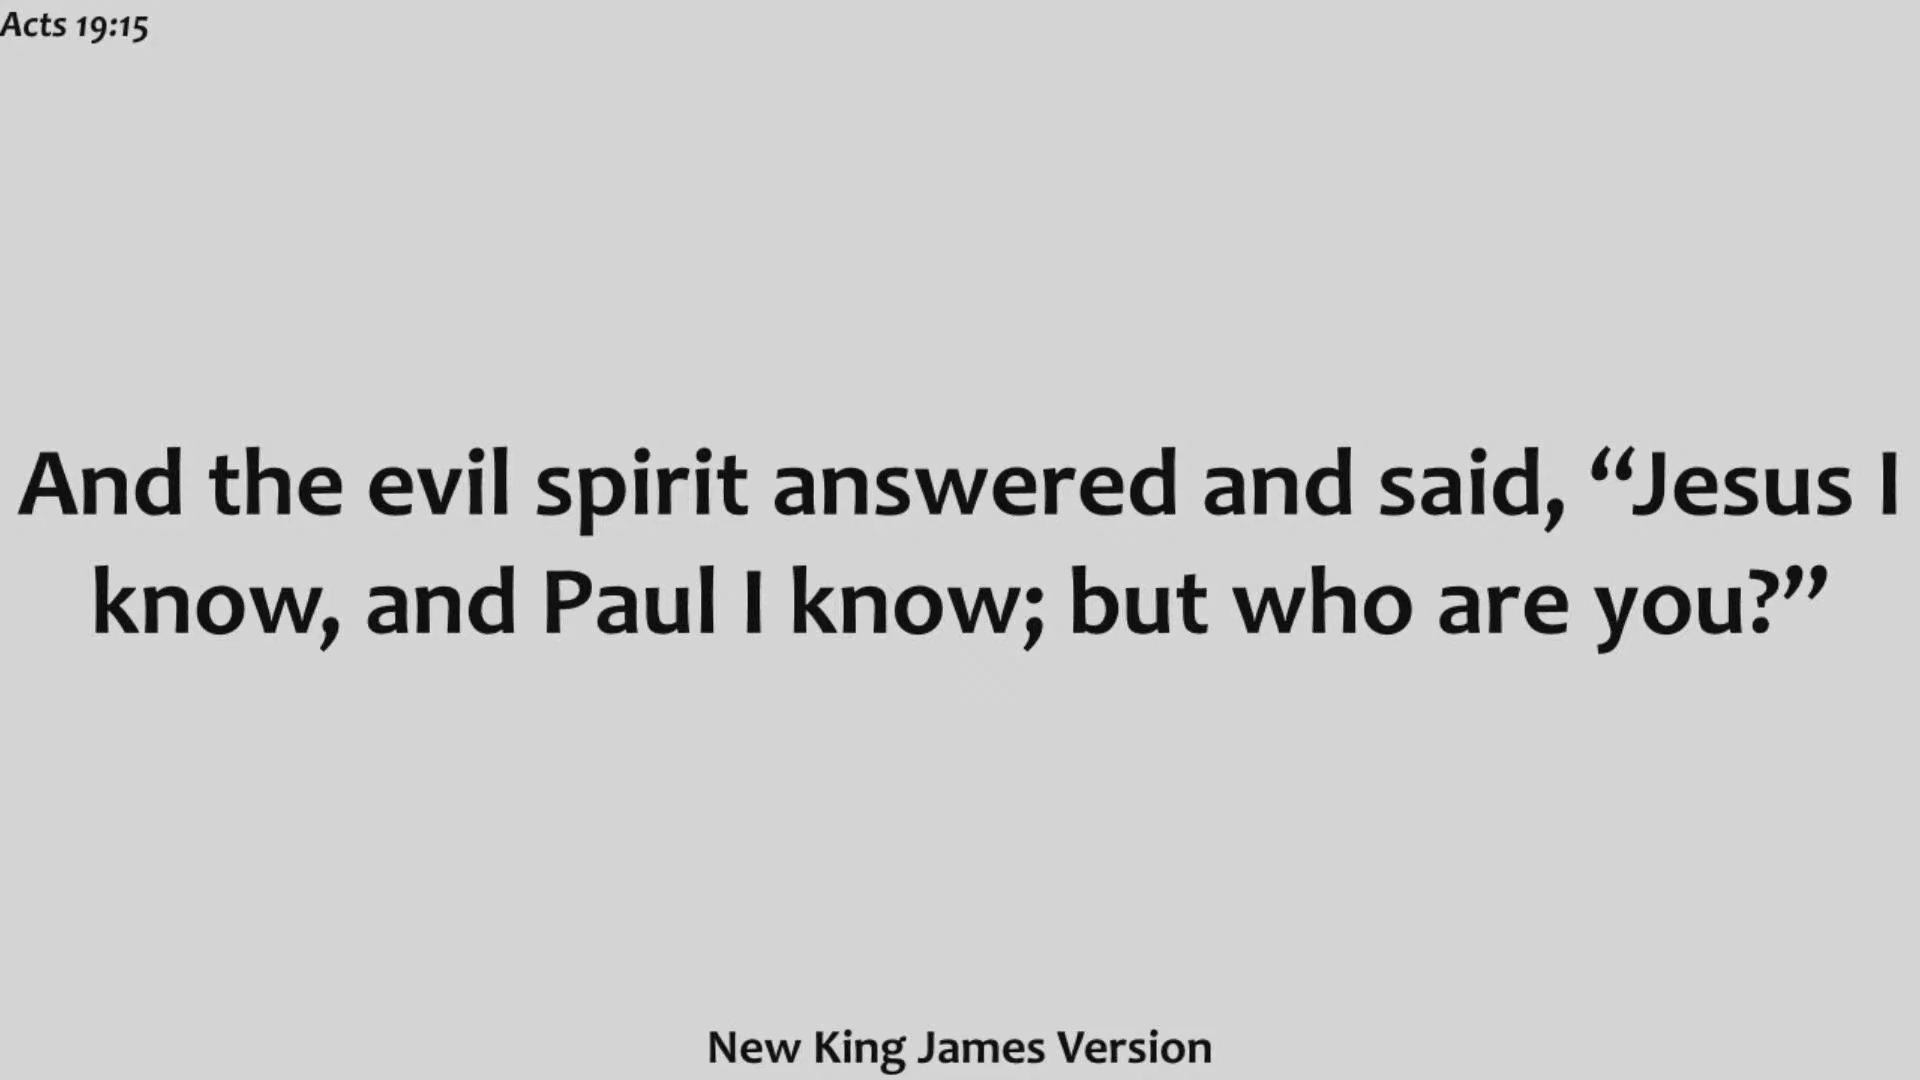 Acts 19:15
And the evil spirit answered and said, “Jesus I
know, and Paul I know; but who are you?”
New King James Version